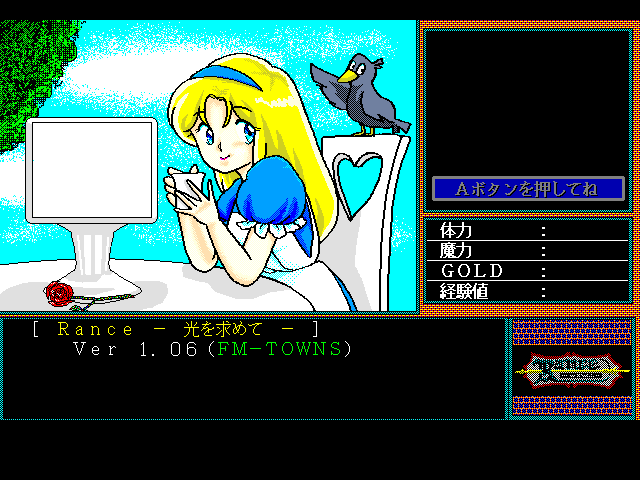 Aボタンを押してね
体力 :
魔力 :
GOLD :
経験値 :
[ Rance － 光を求めて － ]
Ver 1.06(FM-TOWNS)
Rance